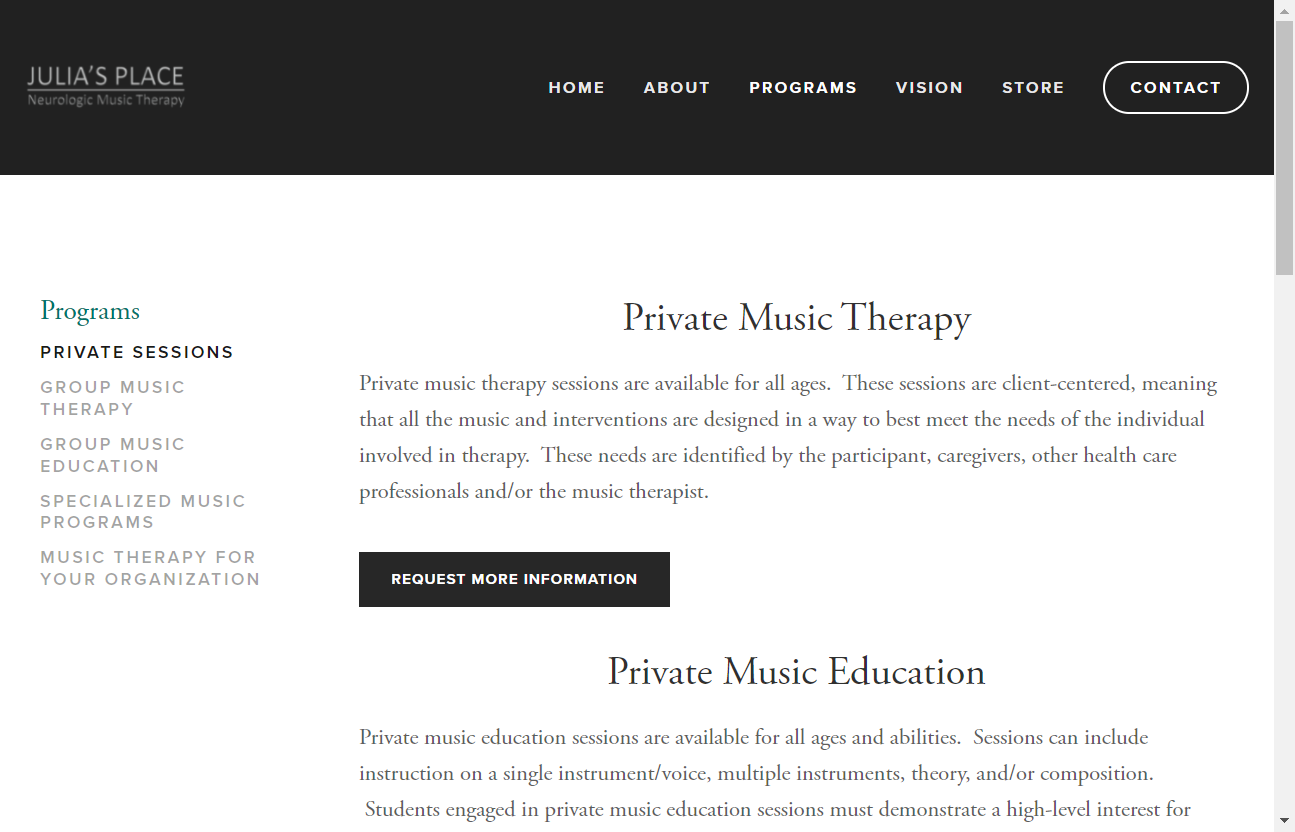 JULIA'S PLACE
Neurologic Music Therapy
HOME ABOUT PROGRAMS VISION STORE CONTACT
Programs
PRIVATE SESSIONS
GROUP MUSIC
THERAPY
GROUP MUSIC
EDUCATION
SPECIALIZED MUSIC
PROGRAMS
MUSIC THERAPY FOR
YOUR ORGANIZATION
Private Music Therapy
Private music therapy sessions are available for all ages.  These sessions are client-centered, meaning
that all the music and interventions are designed in a way to best meet the needs of the individual
involved in therapy.  These needs are identified by the participant, caregivers, other health care
professionals and/or the music therapist.
REQUEST MORE INFORMATION
Private Music Education
Private music education sessions are available for all ages and abilities.  Sessions can include
instruction on a single instrument/voice, multiple instruments, theory, and/or composition.
Students engaged in private music education sessions must demonstrate a high-level interest for